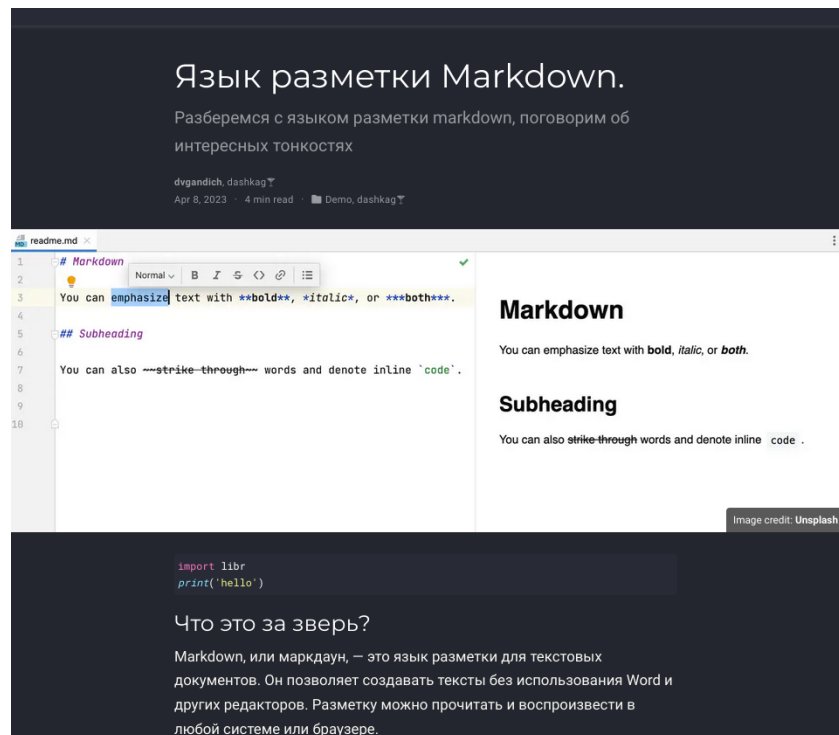 Язык разметки Markdown.
Разберемся с языком разметки markdown, поговорим об
интересных тонкостях
dvgandich, dashkag🍸
Apr 8, 2023 · 4 min read · Demo, dashkag🍸
readme.md ×
1 # Markdown
Normal B I S <>
2
3 You can emphasize text with **bold**, *italic*, or ***both***.
4
5 ## Subheading
6
7 You can also ~~strike through~~ words and denote inline `code`.
8
9
10
Markdown
You can emphasize text with bold, italic, or both.
Subheading
You can also strike through words and denote inline code .
Image credit: Unsplash
import libr
print('hello')
Что это за зверь?
Markdown, или маркдаун, — это язык разметки для текстовых
документов. Он позволяет создавать тексты без использования Word и
других редакторов. Разметку можно прочитать и воспроизвести в
любой системе или браузере.